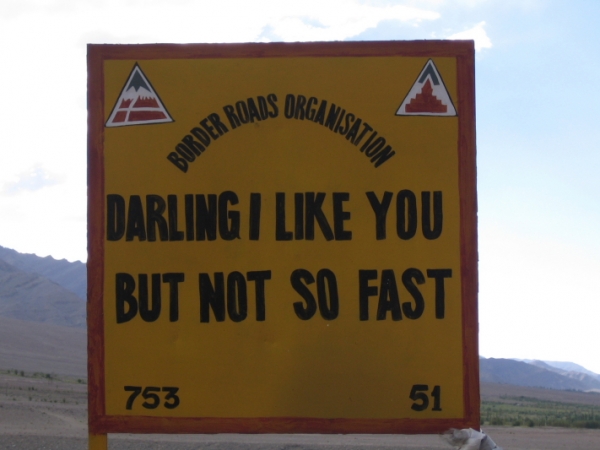 BORDER ROADS ORGANISATION
DARLING I LIKE YOU
BUT NOT SO FAST
753 51